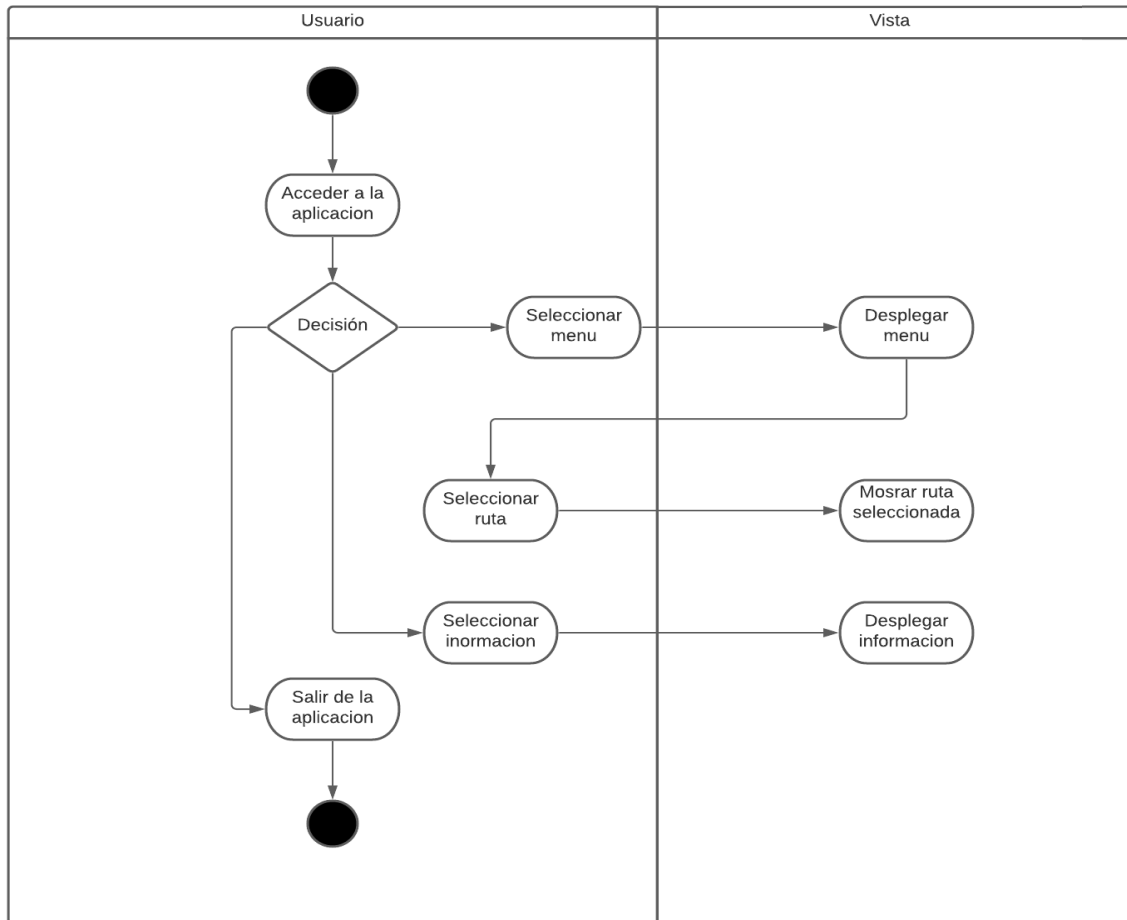 Usuario
Vista
Acceder a la
aplicacion
Decisión
Seleccionar
menu
Desplegar
menu
Seleccionar
ruta
Mosrar ruta
seleccionada
Seleccionar
inormacion
Desplegar
informacion
Salir de la
aplicacion